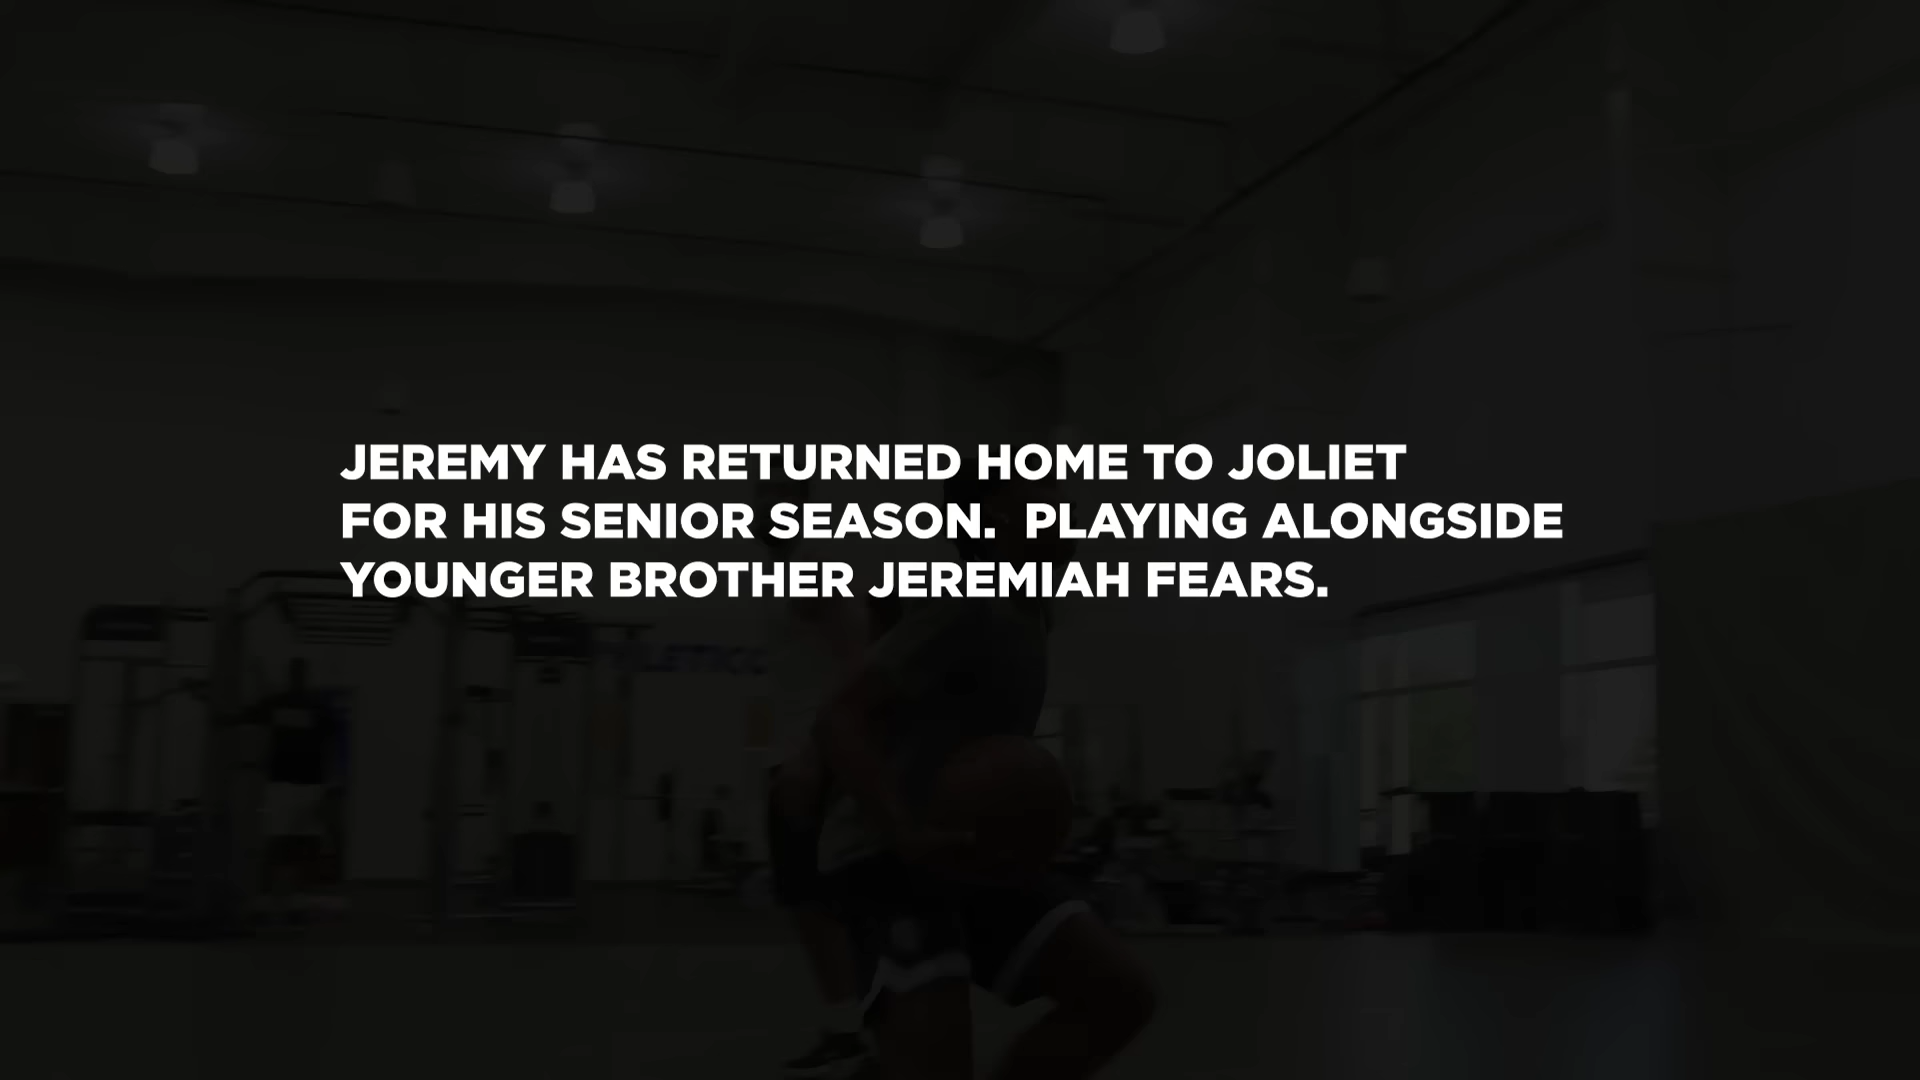 JEREMY HAS RETURNED HOME TO JOLIET
FOR HIS SENIOR SEASON.  PLAYING ALONGSIDE
YOUNGER BROTHER JEREMIAH FEARS.